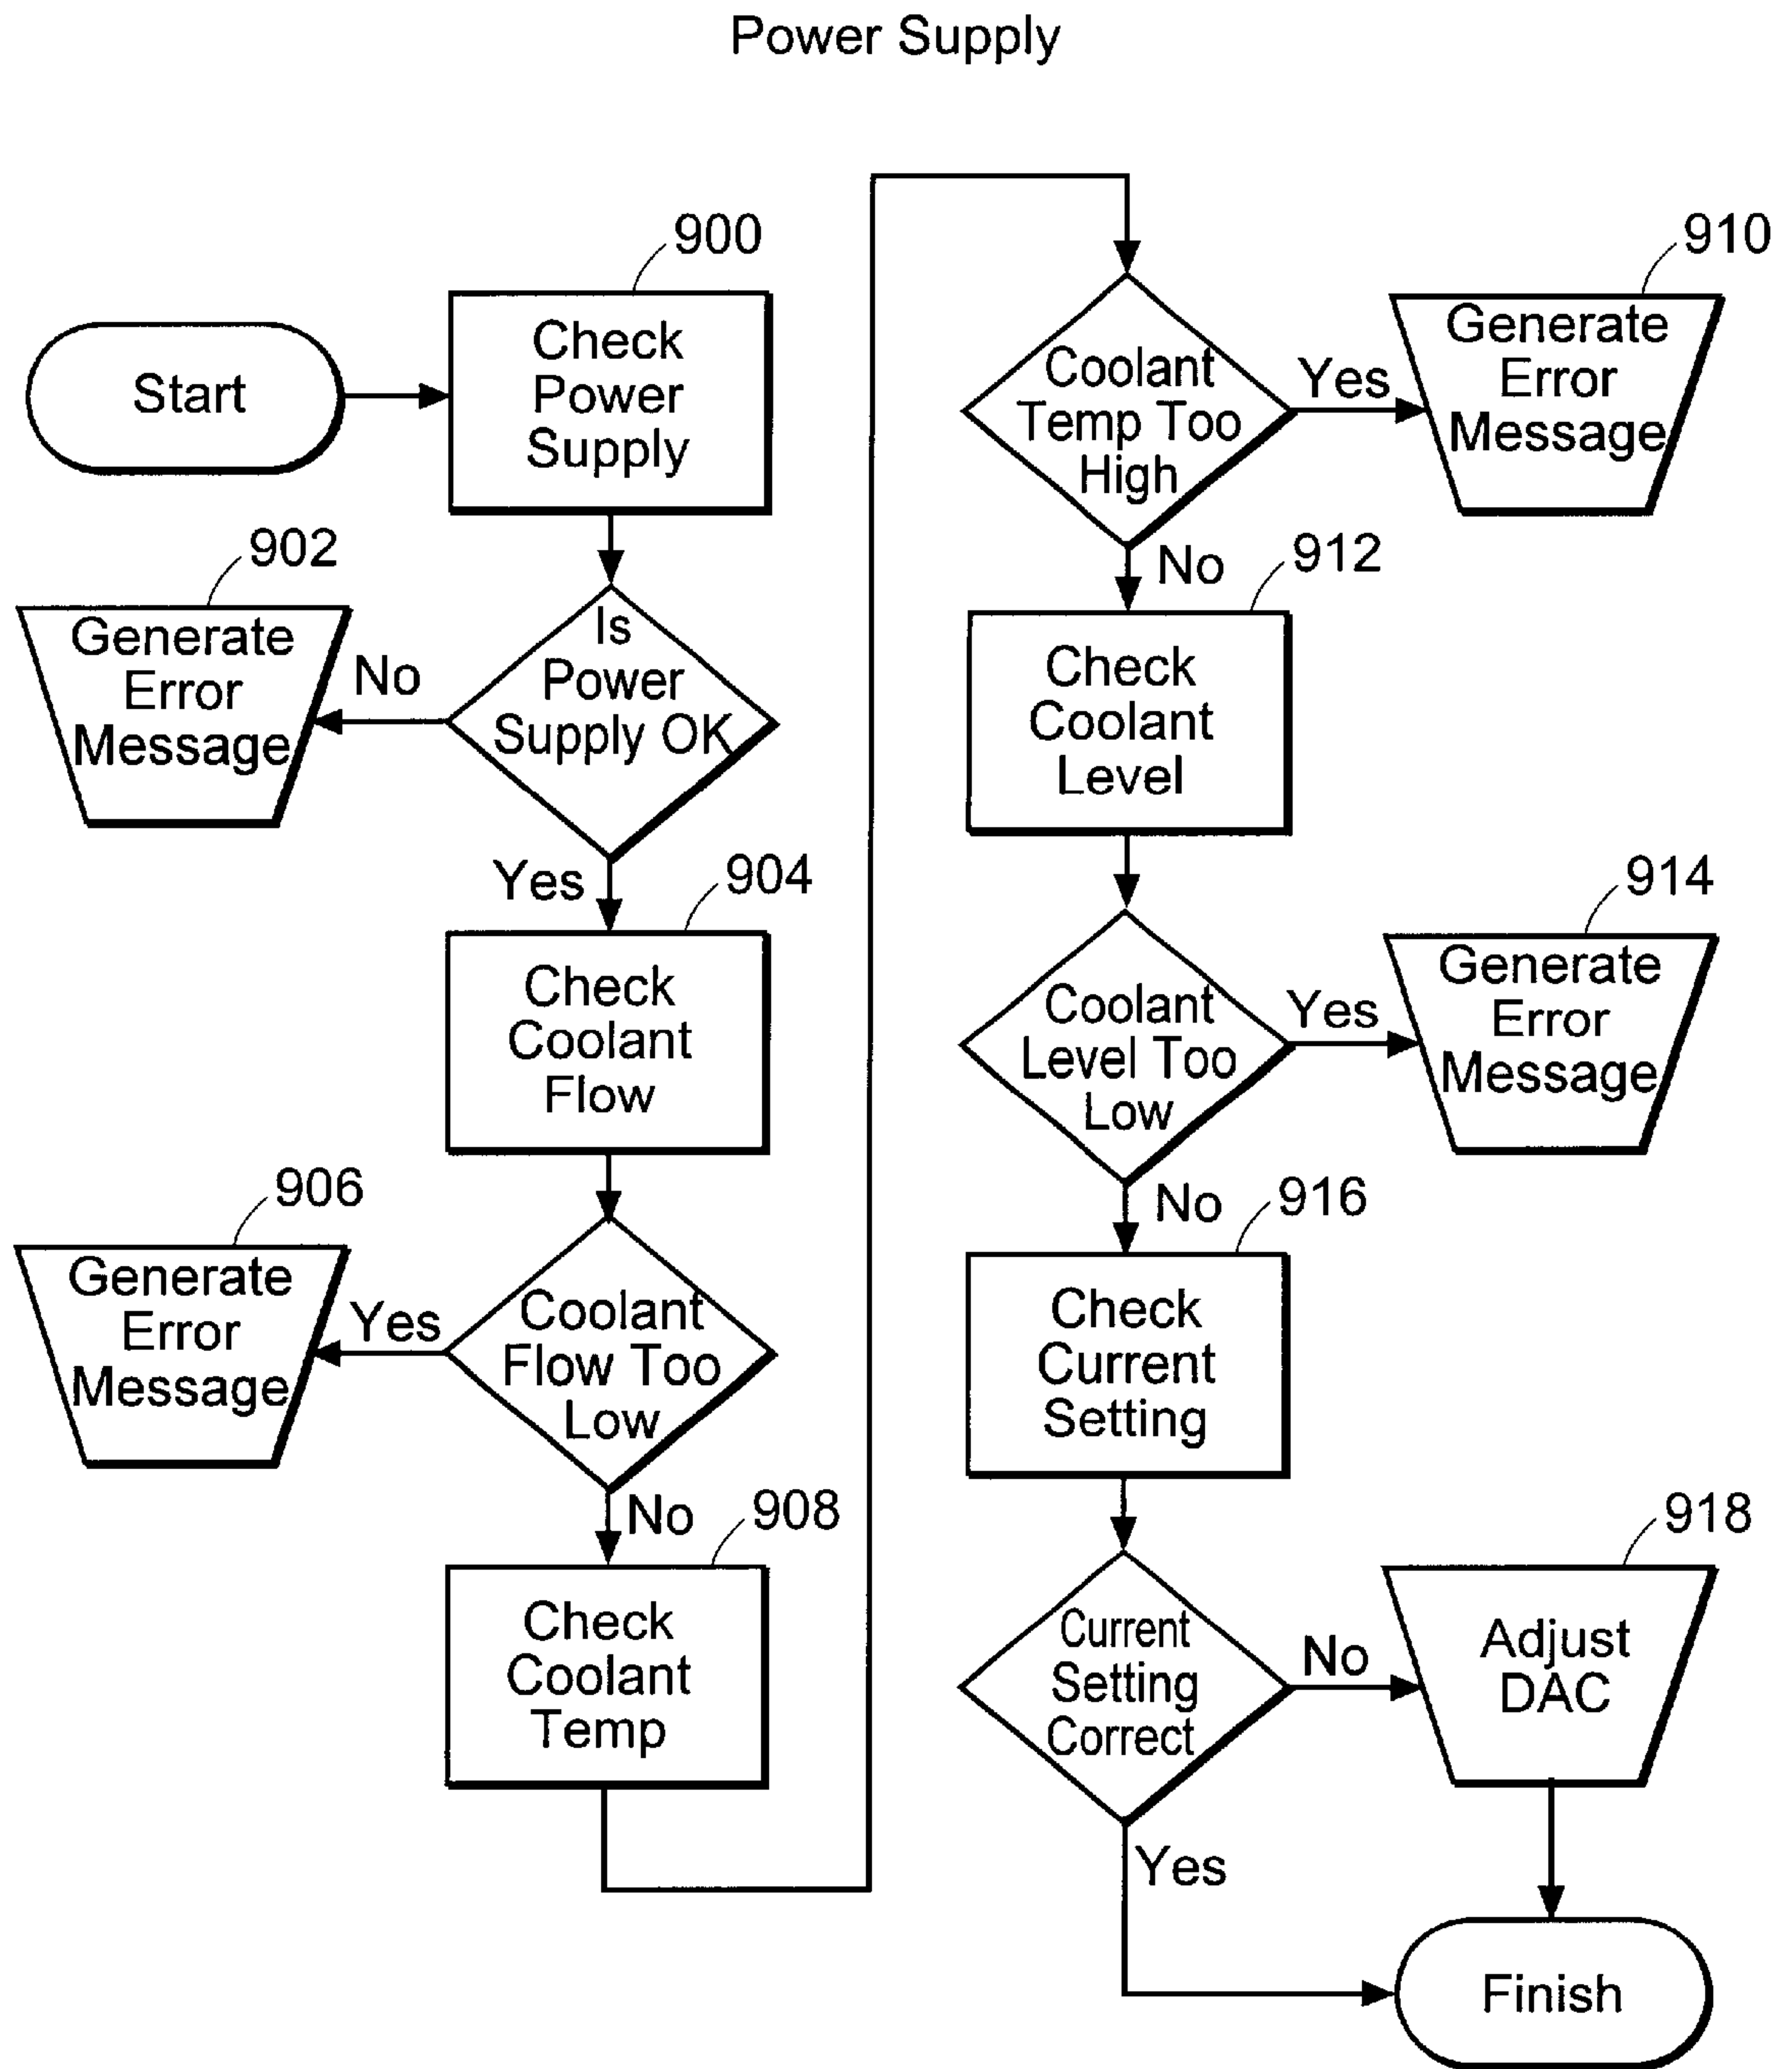 Power Supply
Start
900
Check
Power
Supply
902
Generate
Error
Message
No
Is
Power
Supply OK
Yes
904
Check
Coolant
Flow
906
Generate
Error
Message
Yes
Coolant
Flow Too
Low
No
908
Check
Coolant
Temp
Coolant
Temp Too
High
Yes
910
Generate
Error
Message
No
912
Check
Coolant
Level
Coolant
Level Too
Low
Yes
914
Generate
Error
Message
No
916
Check
Current
Setting
Current
Setting
Correct
No
918
Adjust
DAC
Yes
Finish